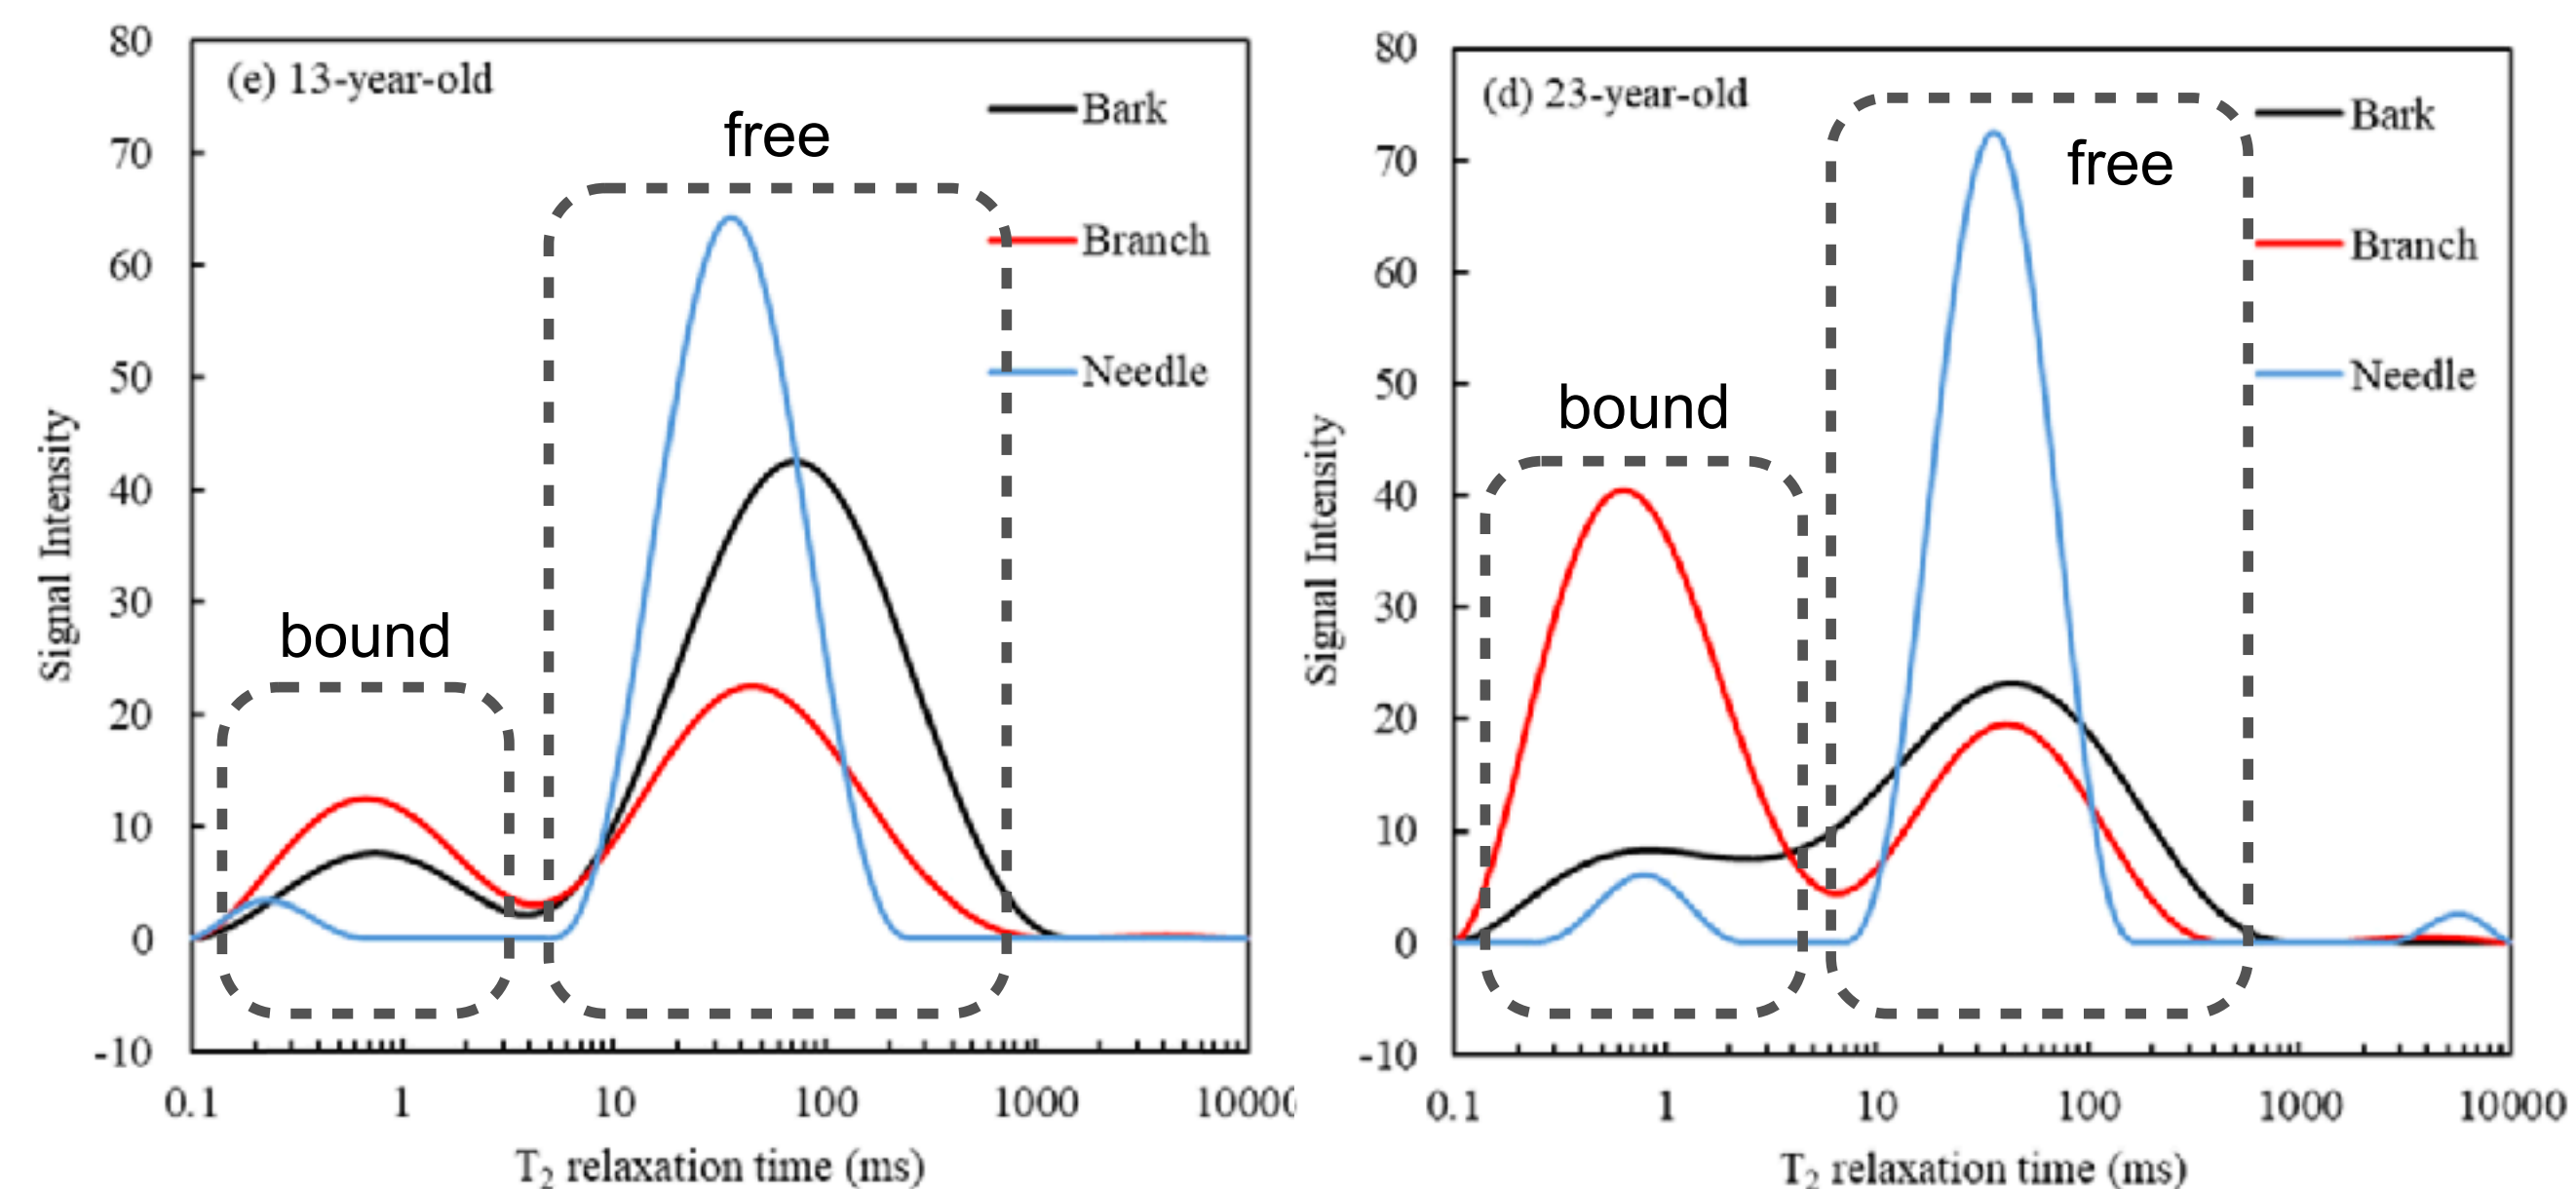 (e) 13-year-old
Bark
Branch
Needle
free
bound
Signal Intensity
80
70
60
50
40
30
20
10
0
-10
0.1
1
10
100
1000
10000
T2 relaxation time (ms)
(d) 23-year-old
Bark
Branch
Needle
free
bound
Signal Intensity
80
70
60
50
40
30
20
10
0
-10
0.1
1
10
100
1000
10000
T2 relaxation time (ms)